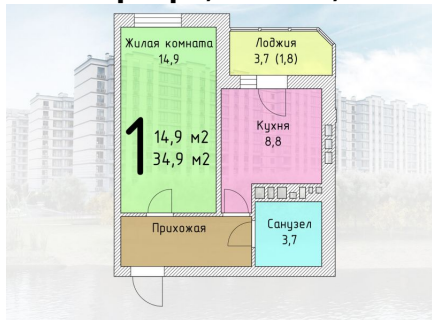 Жилая комната
14,9
Лоджия
3,7 (1,8)
1
14,9 м2
34,9 м2
Кухня
8,8
Прихожая
Санузел
3,7